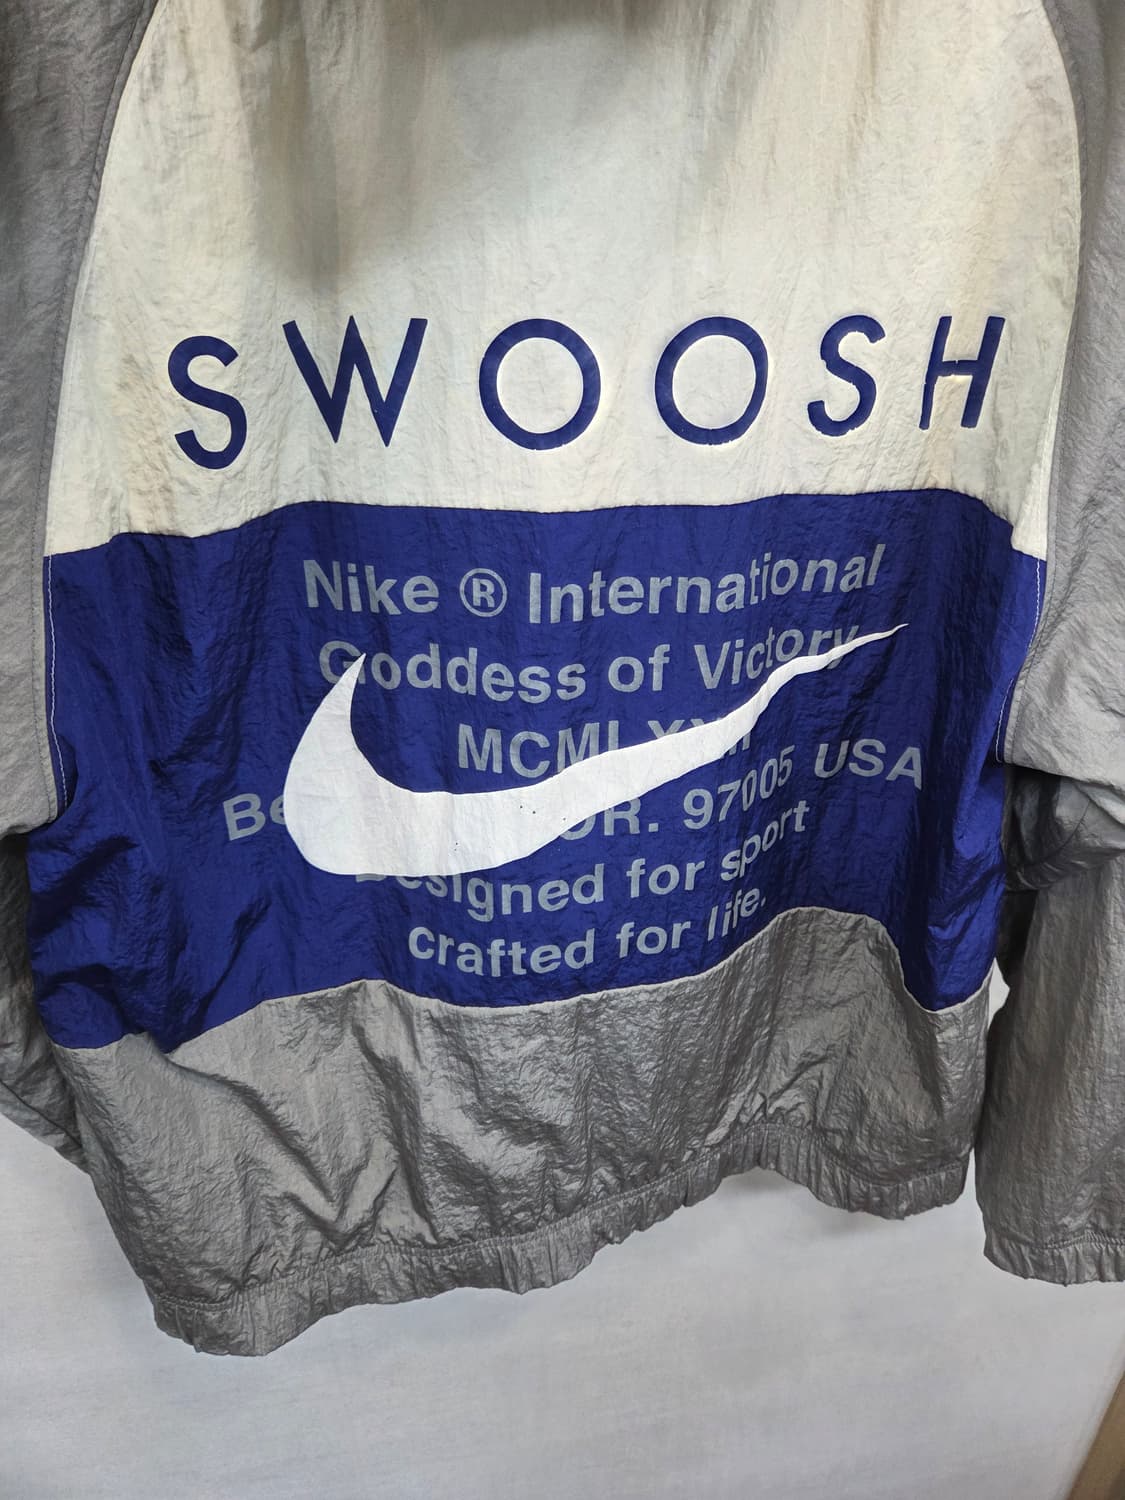 SWOOSH
Nike ® International
Goddess of Victory
OR. 97005 USA
Designed for sport
crafted for life.